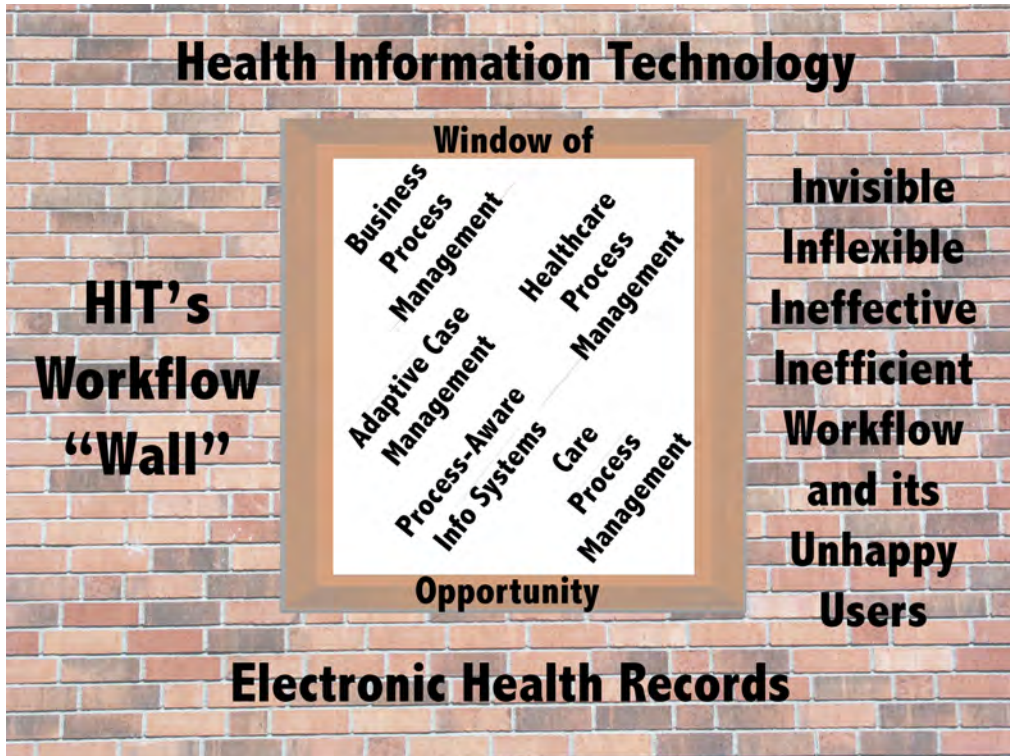 Health Information Technology
Window of
Business
Process
Management
Healthcare
Process
Management
Adaptive Case
Management
Process-Aware
Info Systems
Care
Process
Management
Opportunity
HIT’s
Workflow
“Wall”
Invisible
Inflexible
Ineffective
Inefficient
Workflow
and its
Unhappy
Users
Electronic Health Records